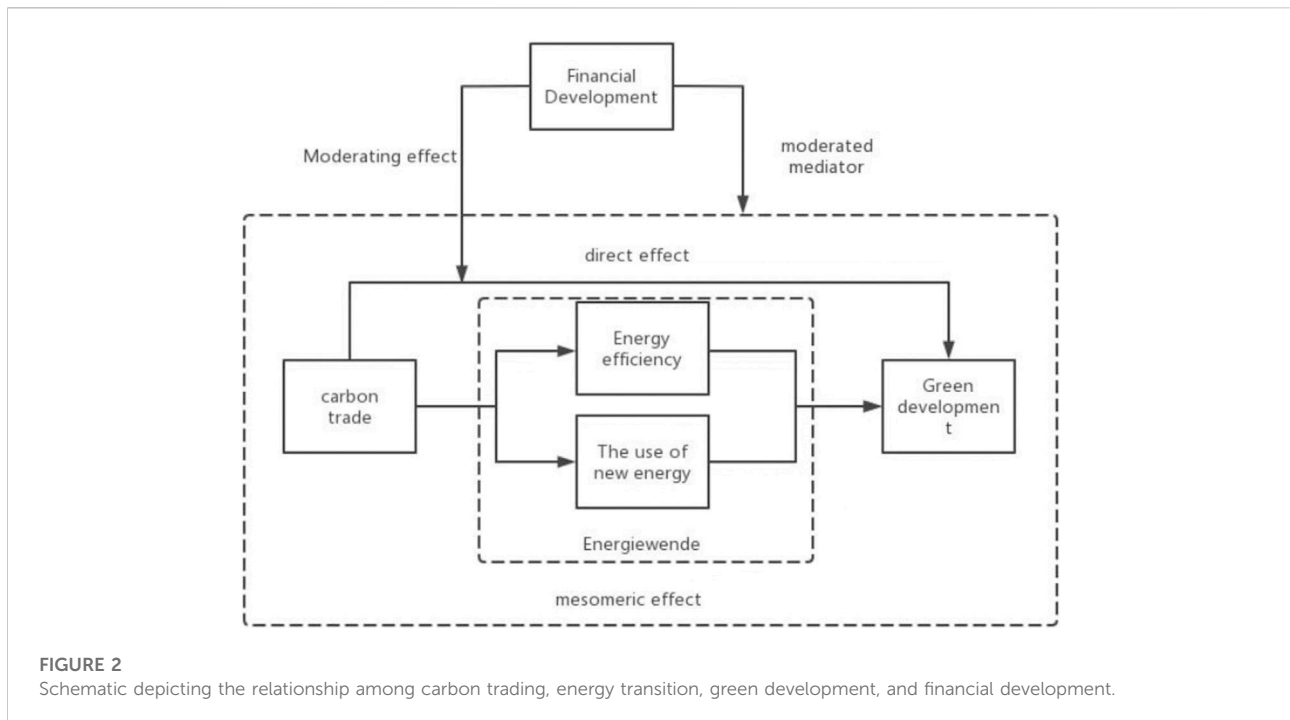 Financial
Development
Moderating effect
moderated
mediator
direct effect
Energy
efficiency
carbon
trade
Green
developmen
t
The use of
new energy
Energiewende
mesomeric effect
FIGURE 2
Schematic depicting the relationship among carbon trading, energy transition, green development, and financial development.